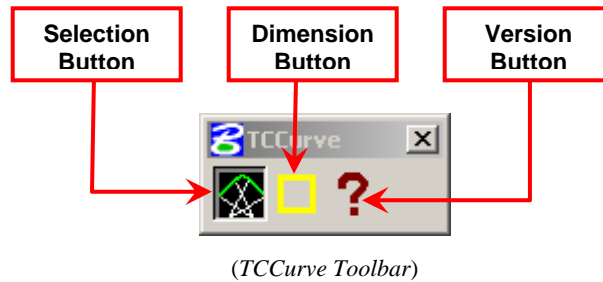 Selection
Button
Dimension
Button
Version
Button
TCCurve
?
(TCCurve Toolbar)